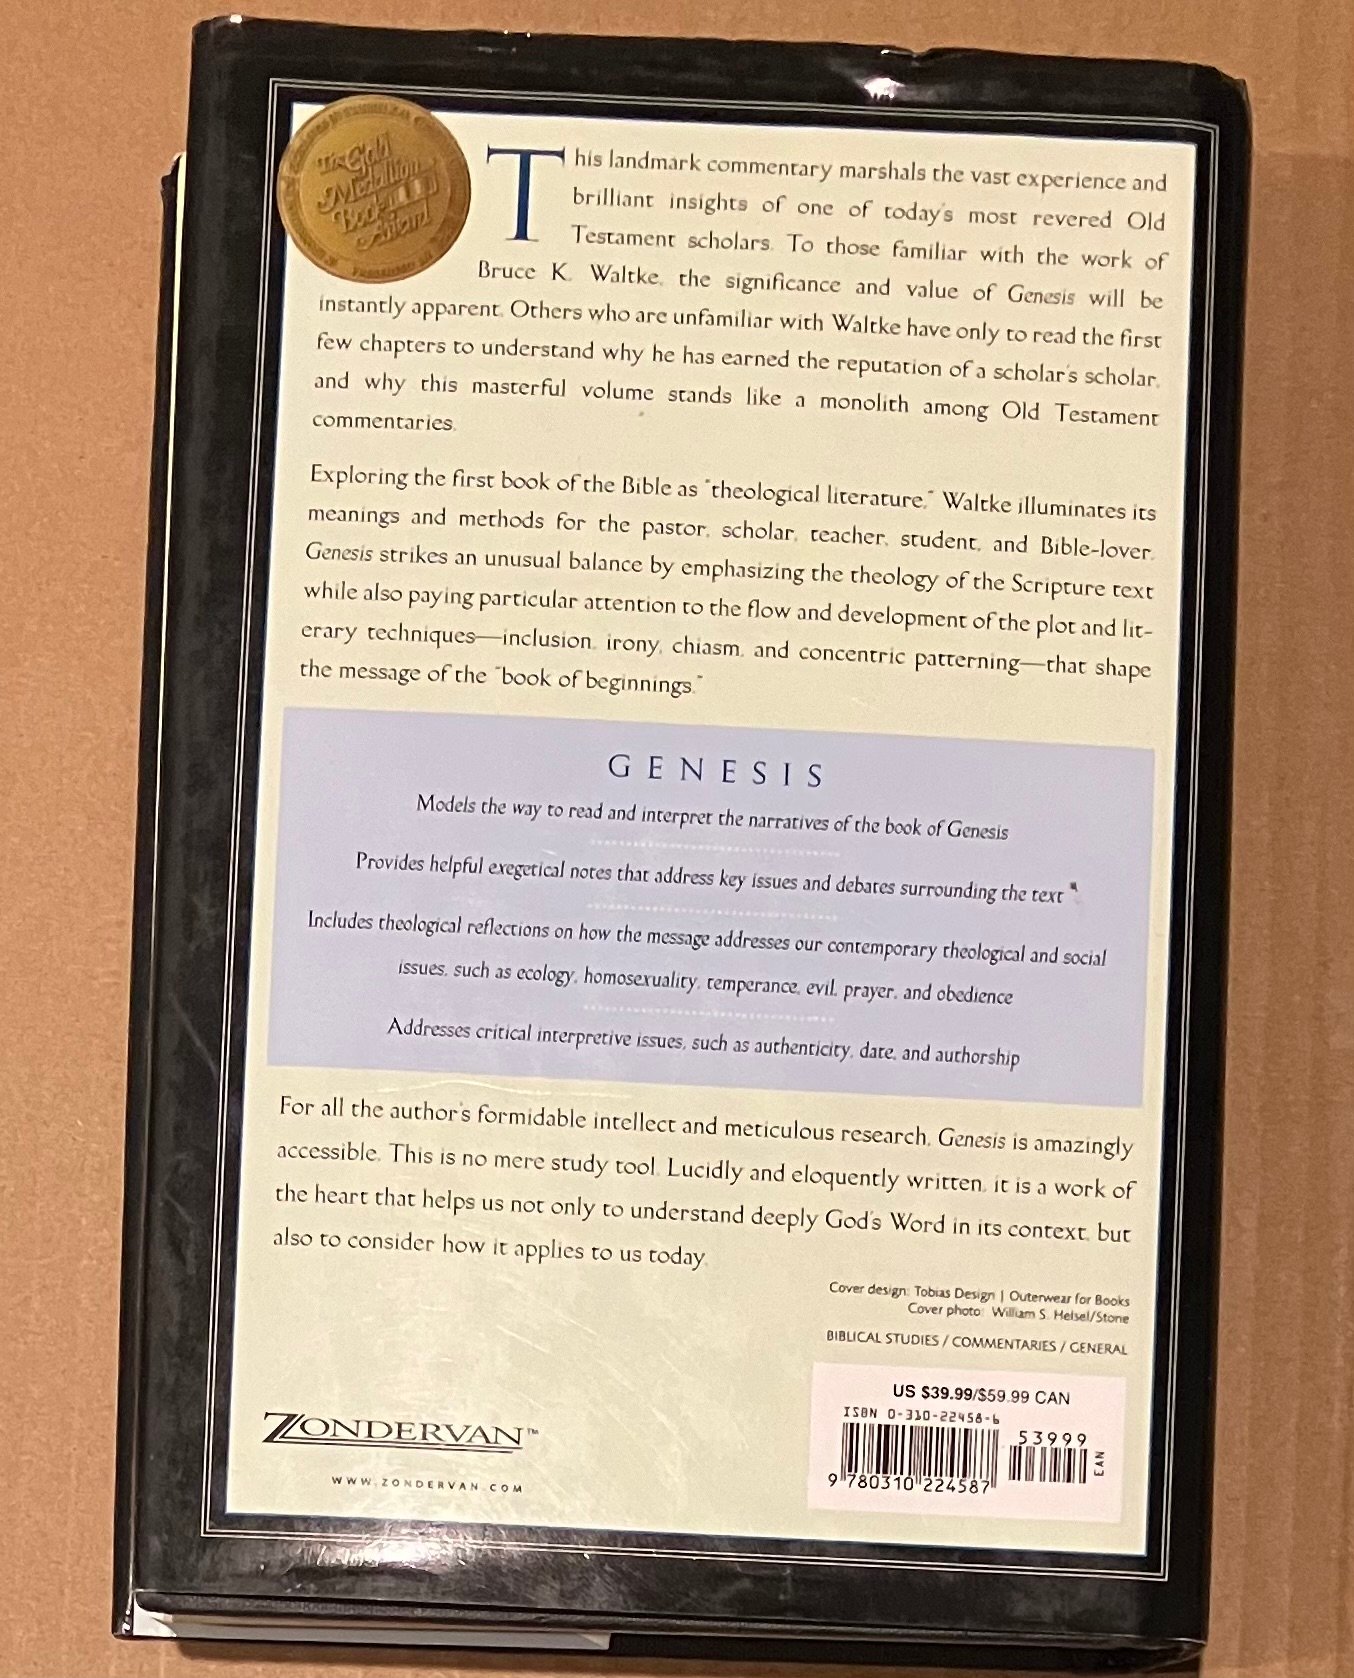 The Gold
Medallion
Book
Award
This landmark commentary marshals the vast experience and
brilliant insights of one of today's most revered Old
Testament scholars. To those familiar with the work of
Bruce K. Waltke, the significance and value of Genesis will be
instantly apparent. Others who are unfamiliar with Waltke have only to read the first
few chapters to understand why he has earned the reputation of a scholar's scholar,
and why this masterful volume stands like a monolith among Old Testament
commentaries.
Exploring the first book of the Bible as "theological literature," Waltke illuminates its
meanings and methods for the pastor, scholar, teacher, student, and Bible-lover.
Genesis strikes an unusual balance by emphasizing the theology of the Scripture text
while also paying particular attention to the flow and development of the plot and lit-
erary techniques—inclusion, irony, chiasm, and concentric patterning—that shape
the message of the "book of beginnings."
GENESIS
Models the way to read and interpret the narratives of the book of Genesis
Provides helpful exegetical notes that address key issues and debates surrounding the text
Includes theological reflections on how the message addresses our contemporary theological and social
issues, such as ecology, homosexuality, temperance, evil, prayer, and obedience
Addresses critical interpretive issues, such as authenticity, date, and authorship
For all the author's formidable intellect and meticulous research, Genesis is amazingly
accessible. This is no mere study tool. Lucidly and eloquently written, it is a work of
the heart that helps us not only to understand deeply God's Word in its context, but
also to consider how it applies to us today.
Cover design: Tobias Design | Outerwear for Books
Cover photo: William S. Helsel/Stone
BIBLICAL STUDIES / COMMENTARIES / GENERAL
US $39.99/$59.99 CAN
ISBN 0-310-22458-6
53999
EAN
9 780310 224587
ZONDERVAN™
WWW.ZONDERVAN.COM